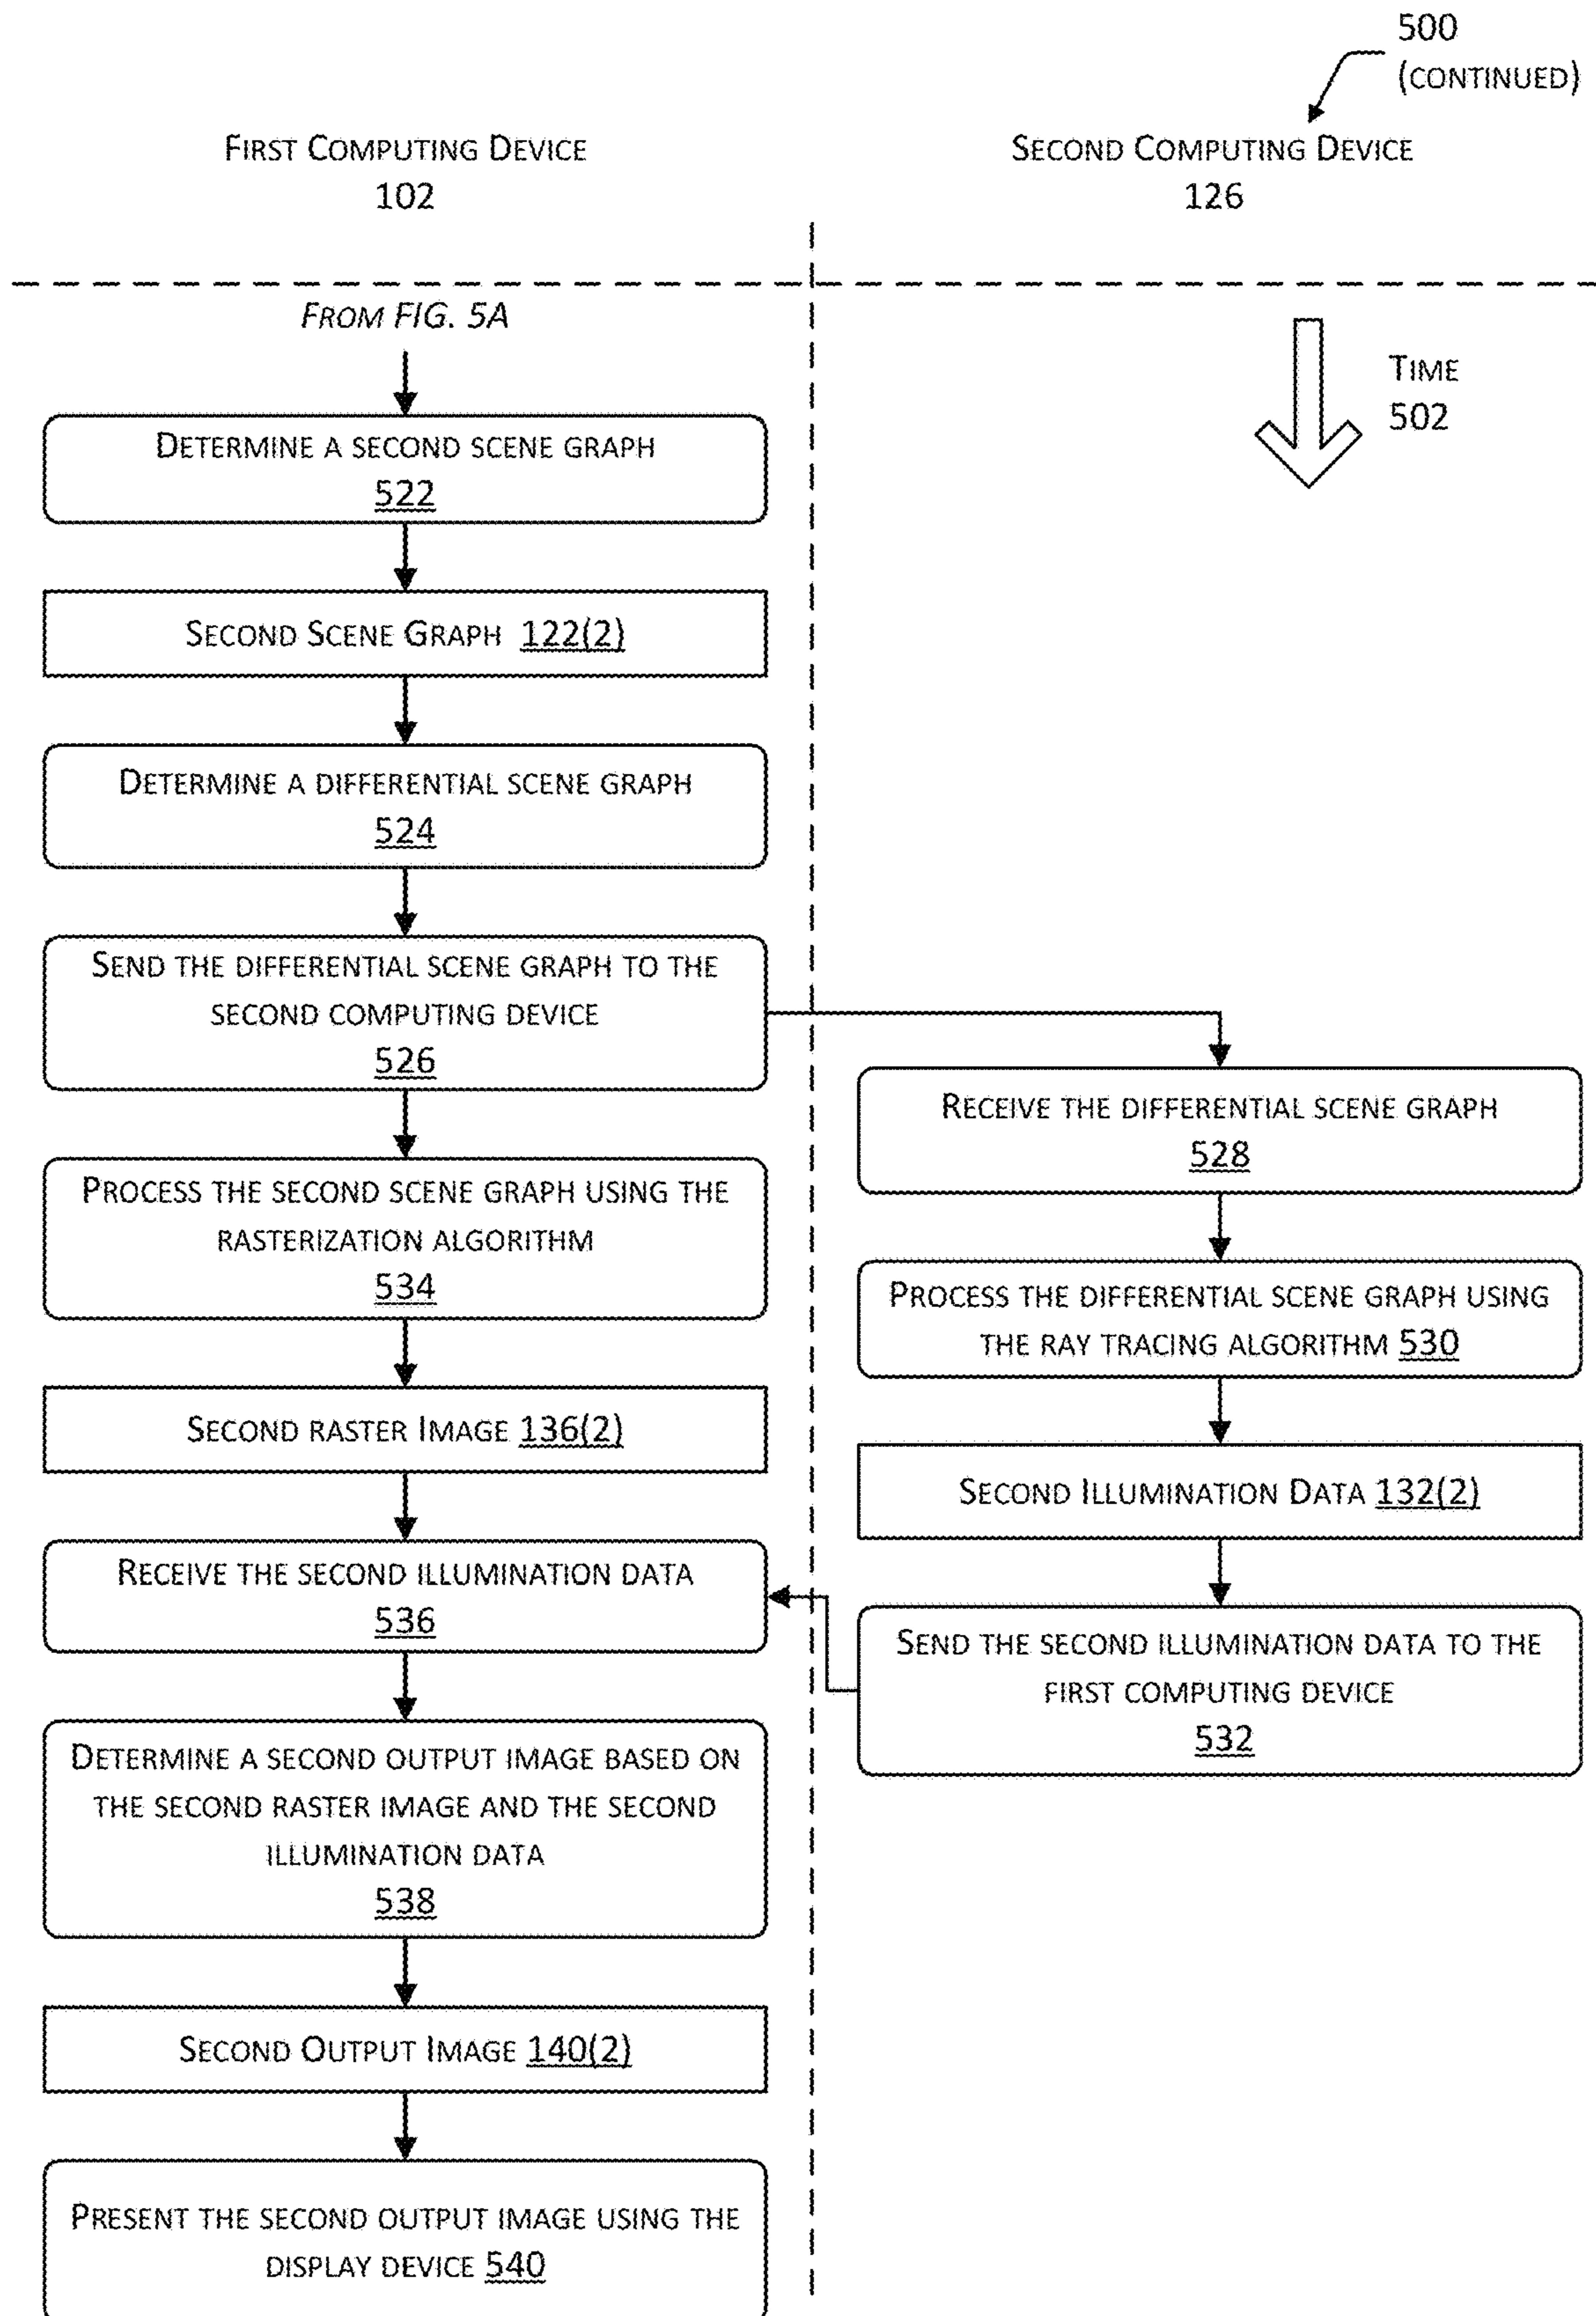 500
(CONTINUED)
FIRST COMPUTING DEVICE
102
SECOND COMPUTING DEVICE
126
FROM FIG. 5A
TIME
502
DETERMINE A SECOND SCENE GRAPH
522
SECOND SCENE GRAPH 122(2)
DETERMINE A DIFFERENTIAL SCENE GRAPH
524
SEND THE DIFFERENTIAL SCENE GRAPH TO THE
SECOND COMPUTING DEVICE
526
RECEIVE THE DIFFERENTIAL SCENE GRAPH
528
PROCESS THE SECOND SCENE GRAPH USING THE
RASTERIZATION ALGORITHM
534
PROCESS THE DIFFERENTIAL SCENE GRAPH USING
THE RAY TRACING ALGORITHM 530
SECOND RASTER IMAGE 136(2)
SECOND ILLUMINATION DATA 132(2)
RECEIVE THE SECOND ILLUMINATION DATA
536
SEND THE SECOND ILLUMINATION DATA TO THE
FIRST COMPUTING DEVICE
532
DETERMINE A SECOND OUTPUT IMAGE BASED ON
THE SECOND RASTER IMAGE AND THE SECOND
ILLUMINATION DATA
538
SECOND OUTPUT IMAGE 140(2)
PRESENT THE SECOND OUTPUT IMAGE USING THE
DISPLAY DEVICE 540